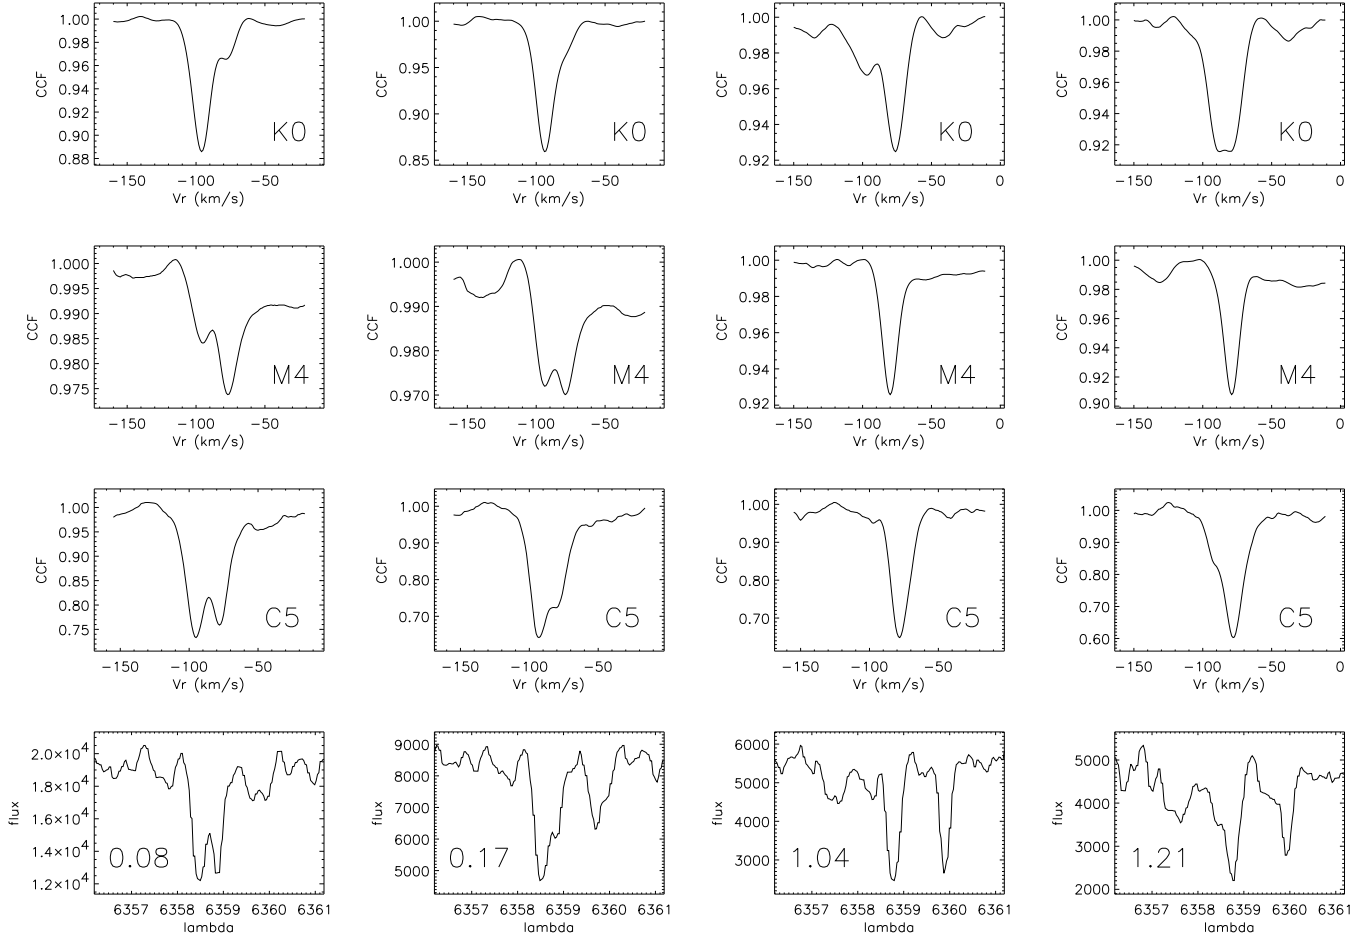 1.00 1.00 1.00 1.00
0.98
0.96 0.95 0.98 0.98
0.94 0.96 0.96
0.92 0.90
0.90 0.94 0.94
0.88 0.85 0.92 0.92
CCF CCF CCF CCF
K0 K0 K0 K0
−150 −100 −50 −150 −100 −50 −150 −100 −50 0 −150 −100 −50 0
Vr (km/s) Vr (km/s) Vr (km/s) Vr (km/s)
1.000 1.000 1.00 1.00
0.995 0.98 0.98
0.990 0.990 0.96 0.96
0.985 0.980 0.94 0.94
0.980 0.92
0.975 0.970 0.92 0.90
CCF CCF CCF CCF
M4 M4 M4 M4
−150 −100 −50 −150 −100 −50 −150 −100 −50 0 −150 −100 −50 0
Vr (km/s) Vr (km/s) Vr (km/s) Vr (km/s)
1.00 1.00 1.00 1.00
0.95 0.90 0.90 0.90
0.90
0.85 0.80 0.80 0.80
0.80 0.70
0.75 0.70 0.70 0.60
CCF CCF CCF CCF
C5 C5 C5 C5
−150 −100 −50 −150 −100 −50 −150 −100 −50 0 −150 −100 −50 0
Vr (km/s) Vr (km/s) Vr (km/s) Vr (km/s)
2.0×10⁴ 9000 6000 5000
1.8×10⁴ 8000 5000 4000
1.6×10⁴ 7000 4000
1.4×10⁴ 6000 3000
1.2×10⁴ 5000 3000 2000
flux flux flux flux
0.08 0.17 1.04 1.21
6357 6358 6359 6360 6361 6357 6358 6359 6360 6361 6357 6358 6359 6360 6361 6357 6358 6359 6360 6361
lambda lambda lambda lambda